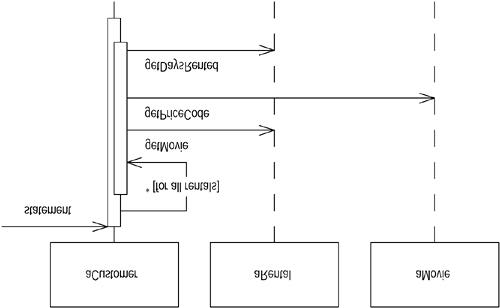 aCustomer
aRental
aMovie
statement
* [for all rentals]
getMovie
getPriceCode
getDaysRented